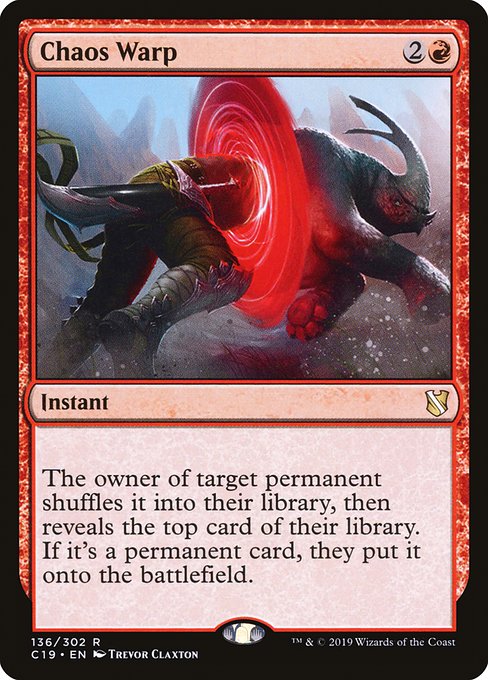 Chaos Warp 2
Instant
The owner of target permanent
shuffles it into their library, then
reveals the top card of their library.
If it's a permanent card, they put it
onto the battlefield.
136/302 R
C19 • EN Trevor Claxton
™ & © 2019 Wizards of the Coast